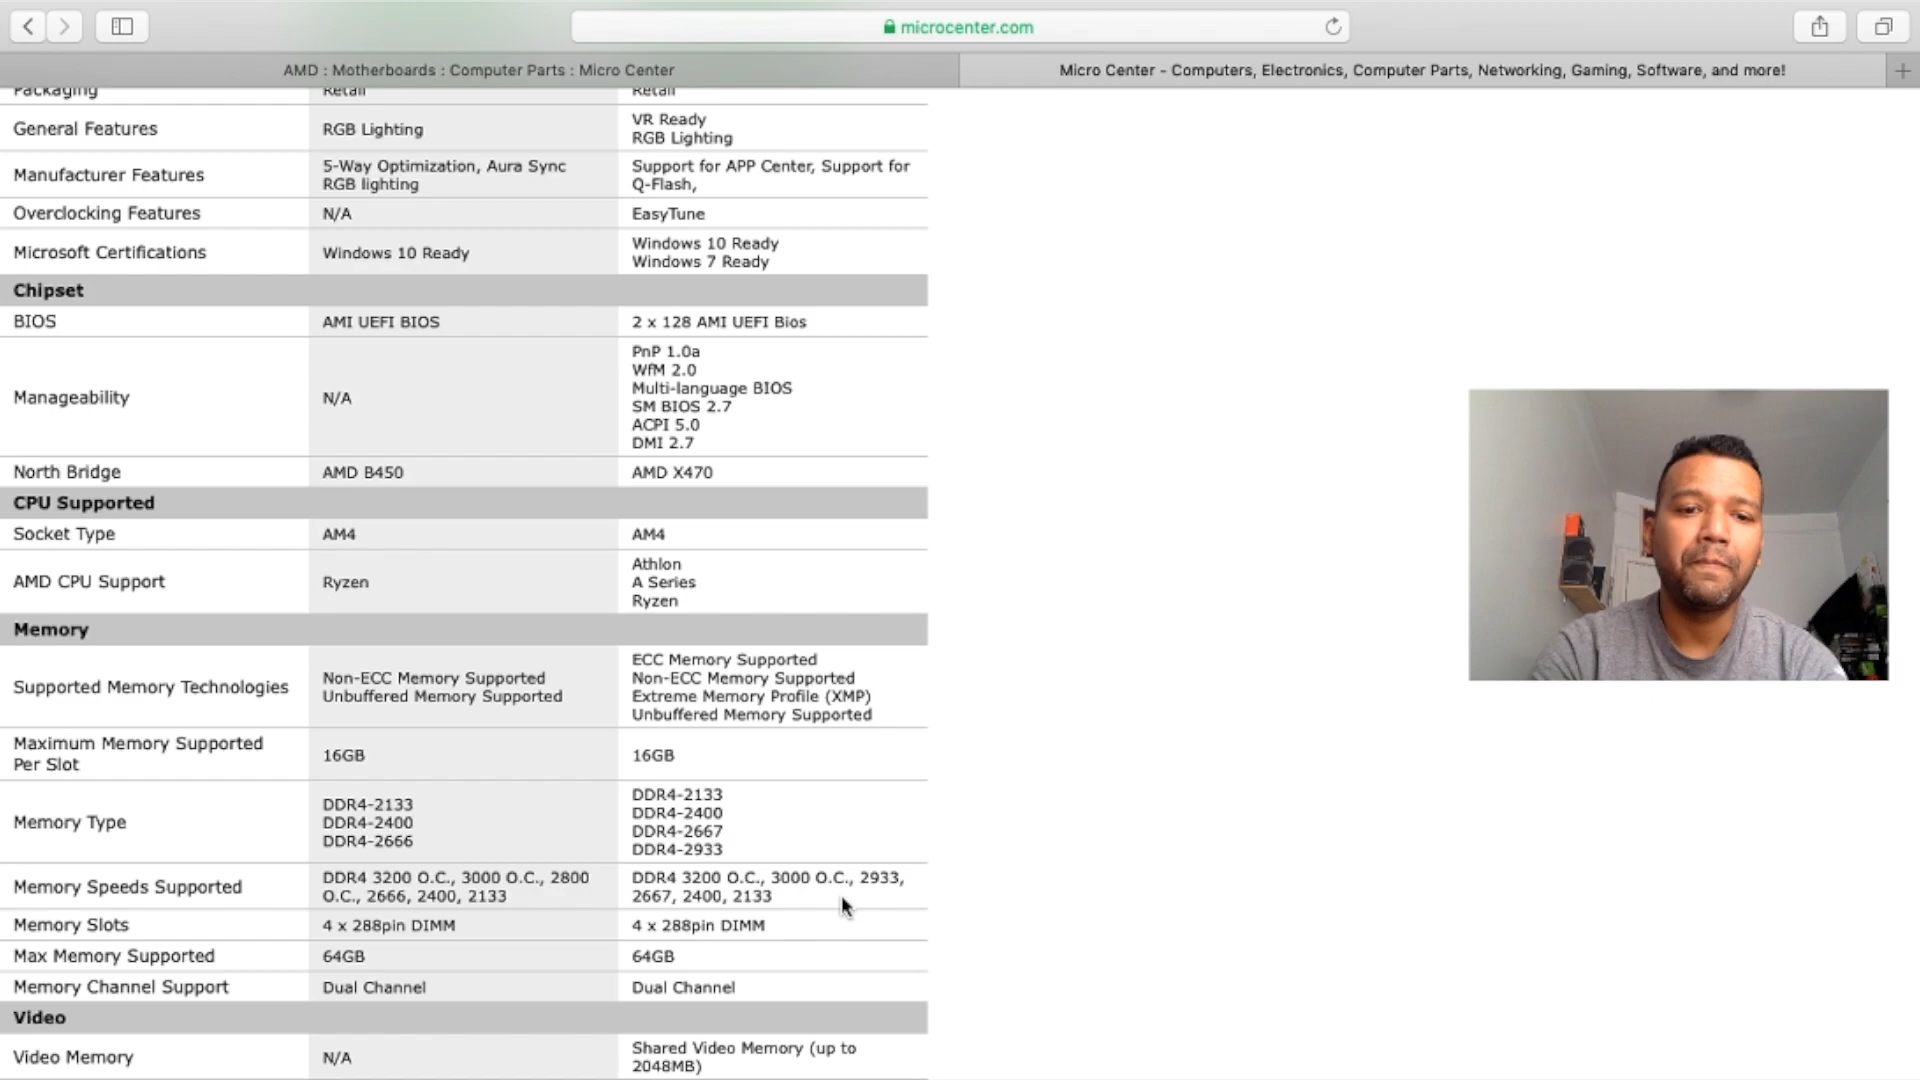 microcenter.com
AMD : Motherboards : Computer Parts : Micro Center
Micro Center - Computers, Electronics, Computer Parts, Networking, Gaming, Software, and more!
Packaging Retail Retail
General Features RGB Lighting VR Ready
RGB Lighting
Manufacturer Features 5-Way Optimization, Aura Sync Support for APP Center, Support for
RGB lighting Q-Flash,
Overclocking Features N/A EasyTune
Microsoft Certifications Windows 10 Ready Windows 10 Ready
Windows 7 Ready
Chipset
BIOS AMI UEFI BIOS 2 x 128 AMI UEFI Bios
Manageability N/A PnP 1.0a
WfM 2.0
Multi-language BIOS
SM BIOS 2.7
ACPI 5.0
DMI 2.7
North Bridge AMD B450 AMD X470
CPU Supported
Socket Type AM4 AM4
AMD CPU Support Ryzen Athlon
A Series
Ryzen
Memory
Supported Memory Technologies Non-ECC Memory Supported ECC Memory Supported
Unbuffered Memory Supported Non-ECC Memory Supported
Extreme Memory Profile (XMP)
Unbuffered Memory Supported
Maximum Memory Supported 16GB 16GB
Per Slot
Memory Type DDR4-2133 DDR4-2133
DDR4-2400 DDR4-2400
DDR4-2666 DDR4-2667
DDR4-2933
Memory Speeds Supported DDR4 3200 O.C., 3000 O.C., 2800 DDR4 3200 O.C., 3000 O.C., 2933,
O.C., 2666, 2400, 2133 2667, 2400, 2133
Memory Slots 4 x 288pin DIMM 4 x 288pin DIMM
Max Memory Supported 64GB 64GB
Memory Channel Support Dual Channel Dual Channel
Video
Video Memory N/A Shared Video Memory (up to
2048MB)